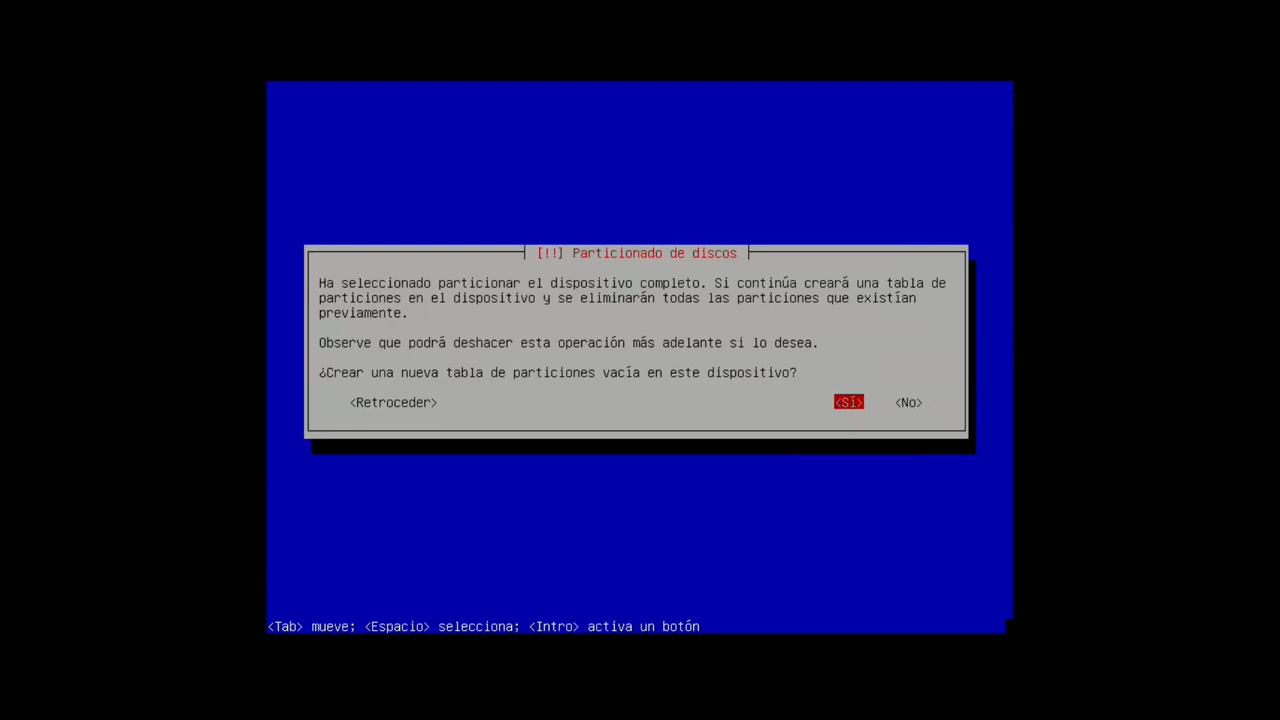 [!!] Particionado de discos
Ha seleccionado particionar el dispositivo completo. Si continúa creará una tabla de
particiones en el dispositivo y se eliminarán todas las particiones que existían
previamente.
Observe que podrá deshacer esta operación más adelante si lo desea.
¿Crear una nueva tabla de particiones vacía en este dispositivo?
<Retroceder> <Sí> <No>
<Tab> mueve; <Espacio> selecciona; <Intro> activa un botón